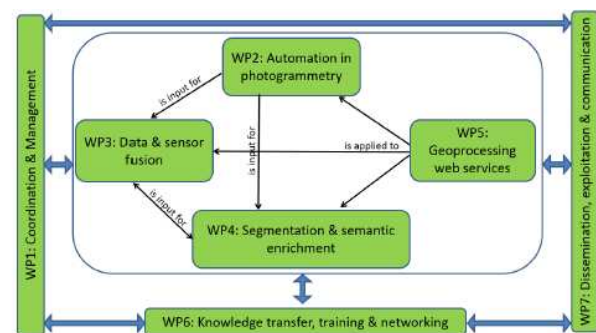 WP1: Coordination & Management
WP2: Automation in
photogrammetry
is input for
WP3: Data & sensor
fusion
is input for
is applied to
WP5:
Geoprocessing
web services
is input for
WP4: Segmentation & semantic
enrichment
WP6: Knowledge transfer, training & networking
WP7: Dissemination, exploitation & communication